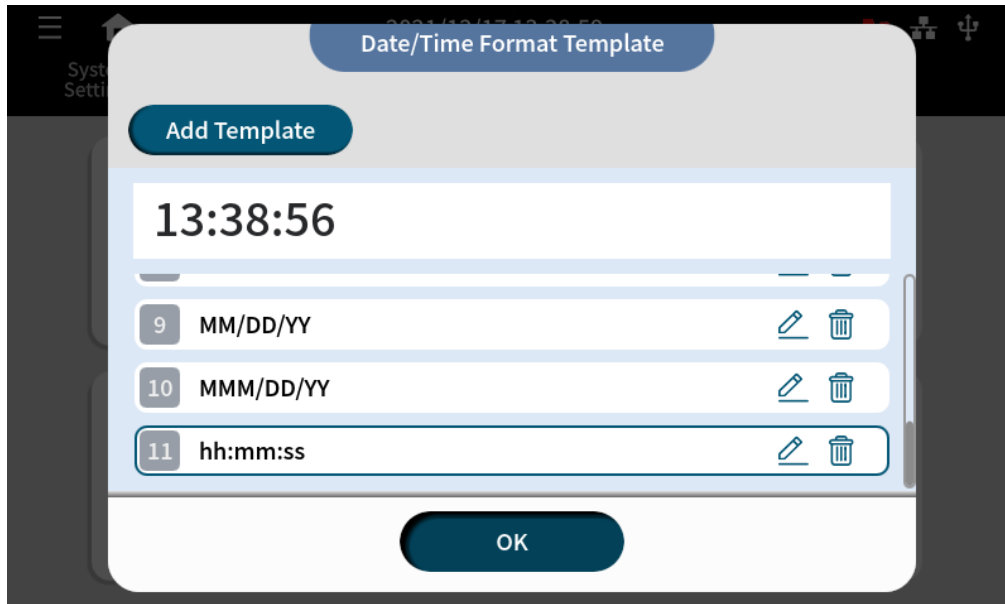 Date/Time Format Template
Add Template
13:38:56
9 MM/DD/YY
10 MMM/DD/YY
11 hh:mm:ss
OK